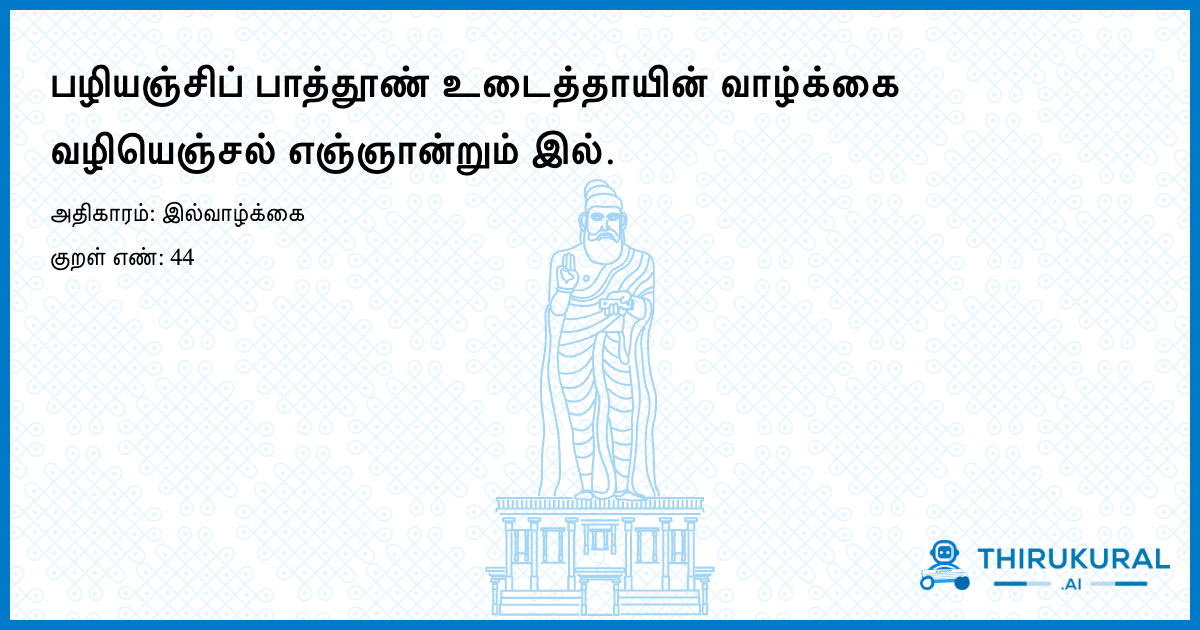 பழியஞ்சிப் பாத்தூண் உடைத்தாயின் வாழ்க்கை
வழியெஞ்சல் எஞ்ஞான்றும் இல்.
அதிகாரம்: இல்வாழ்க்கை
குறள் எண்: 44
THIRUKURAL
.AI